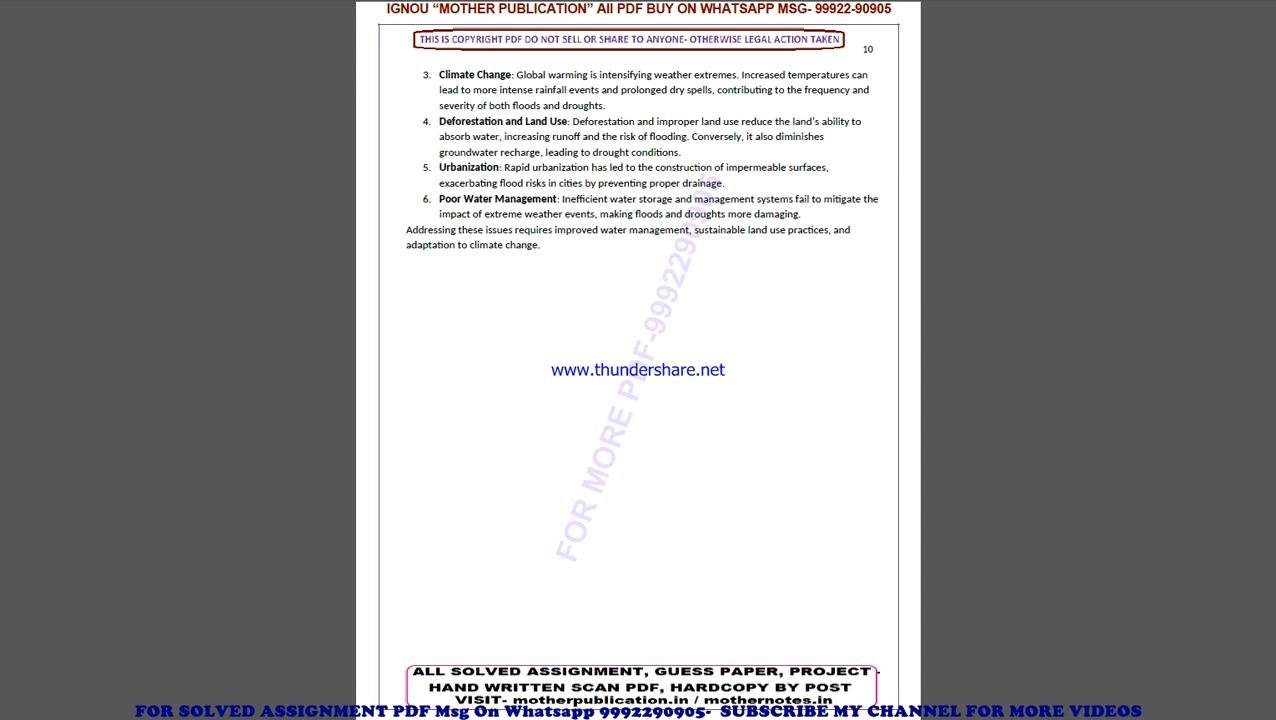 IGNOU “MOTHER PUBLICATION” All PDF BUY ON WHATSAPP MSG- 99922-90905
THIS IS COPYRIGHT PDF DO NOT SELL OR SHARE TO ANYONE- OTHERWISE LEGAL ACTION TAKEN
10
3. Climate Change: Global warming is intensifying weather extremes. Increased temperatures can
lead to more intense rainfall events and prolonged dry spells, contributing to the frequency and
severity of both floods and droughts.
4. Deforestation and Land Use: Deforestation and improper land use reduce the land's ability to
absorb water, increasing runoff and the risk of flooding. Conversely, it also diminishes
groundwater recharge, leading to drought conditions.
5. Urbanization: Rapid urbanization has led to the construction of impermeable surfaces,
exacerbating flood risks in cities by preventing proper drainage.
6. Poor Water Management: Inefficient water storage and management systems fail to mitigate the
impact of extreme weather events, making floods and droughts more damaging.
Addressing these issues requires improved water management, sustainable land use practices, and
adaptation to climate change.
FOR MORE PDF-9992290905
www.thundershare.net
ALL SOLVED ASSIGNMENT, GUESS PAPER, PROJECT -
HAND WRITTEN SCAN PDF, HARDCOPY BY POST
VISIT- motherpublication.in / mothernotes.in
FOR SOLVED ASSIGNMENT PDF Msg On Whatsapp 9992290905- SUBSCRIBE MY CHANNEL FOR MORE VIDEOS